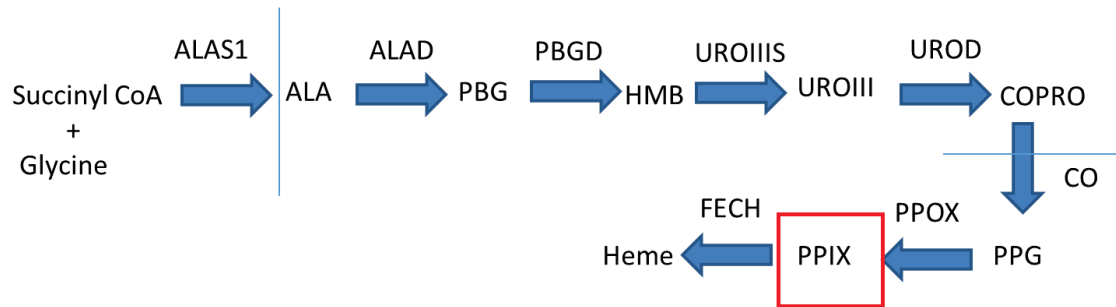 ALAS1
ALAD
PBGD
UROIIIS
UROD
Succinyl CoA
+
Glycine
ALA
PBG
HMB
UROIII
COPRO
CO
FECH
PPOX
Heme
PPIX
PPG